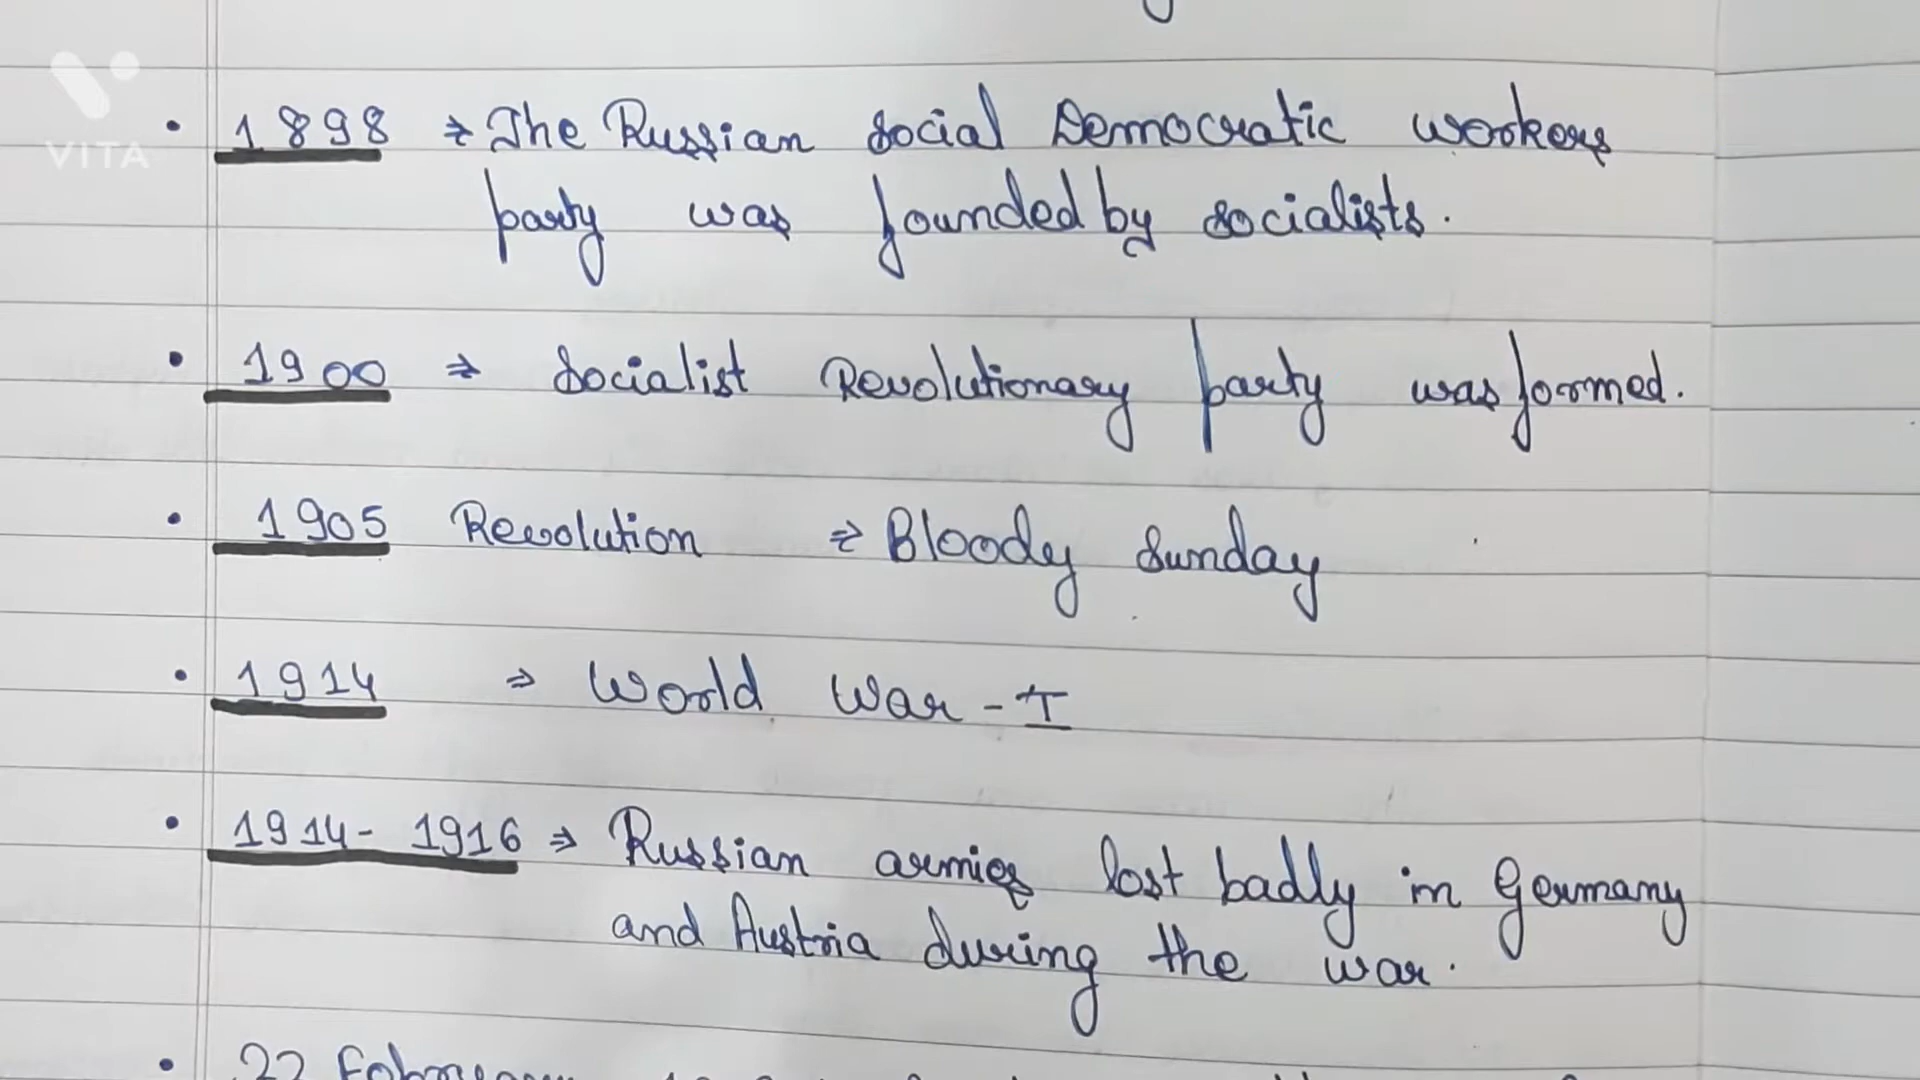 VITA
• 1898 ⇒ The Russian Social Democratic workers
party was founded by socialists.
• 1900 ⇒ Socialist Revolutionary party was formed.
• 1905 Revolution ⇒ Bloody Sunday
• 1914 ⇒ World War - I
• 1914 - 1916 ⇒ Russian armies lost badly in Germany
and Austria during the war.
• 22 February